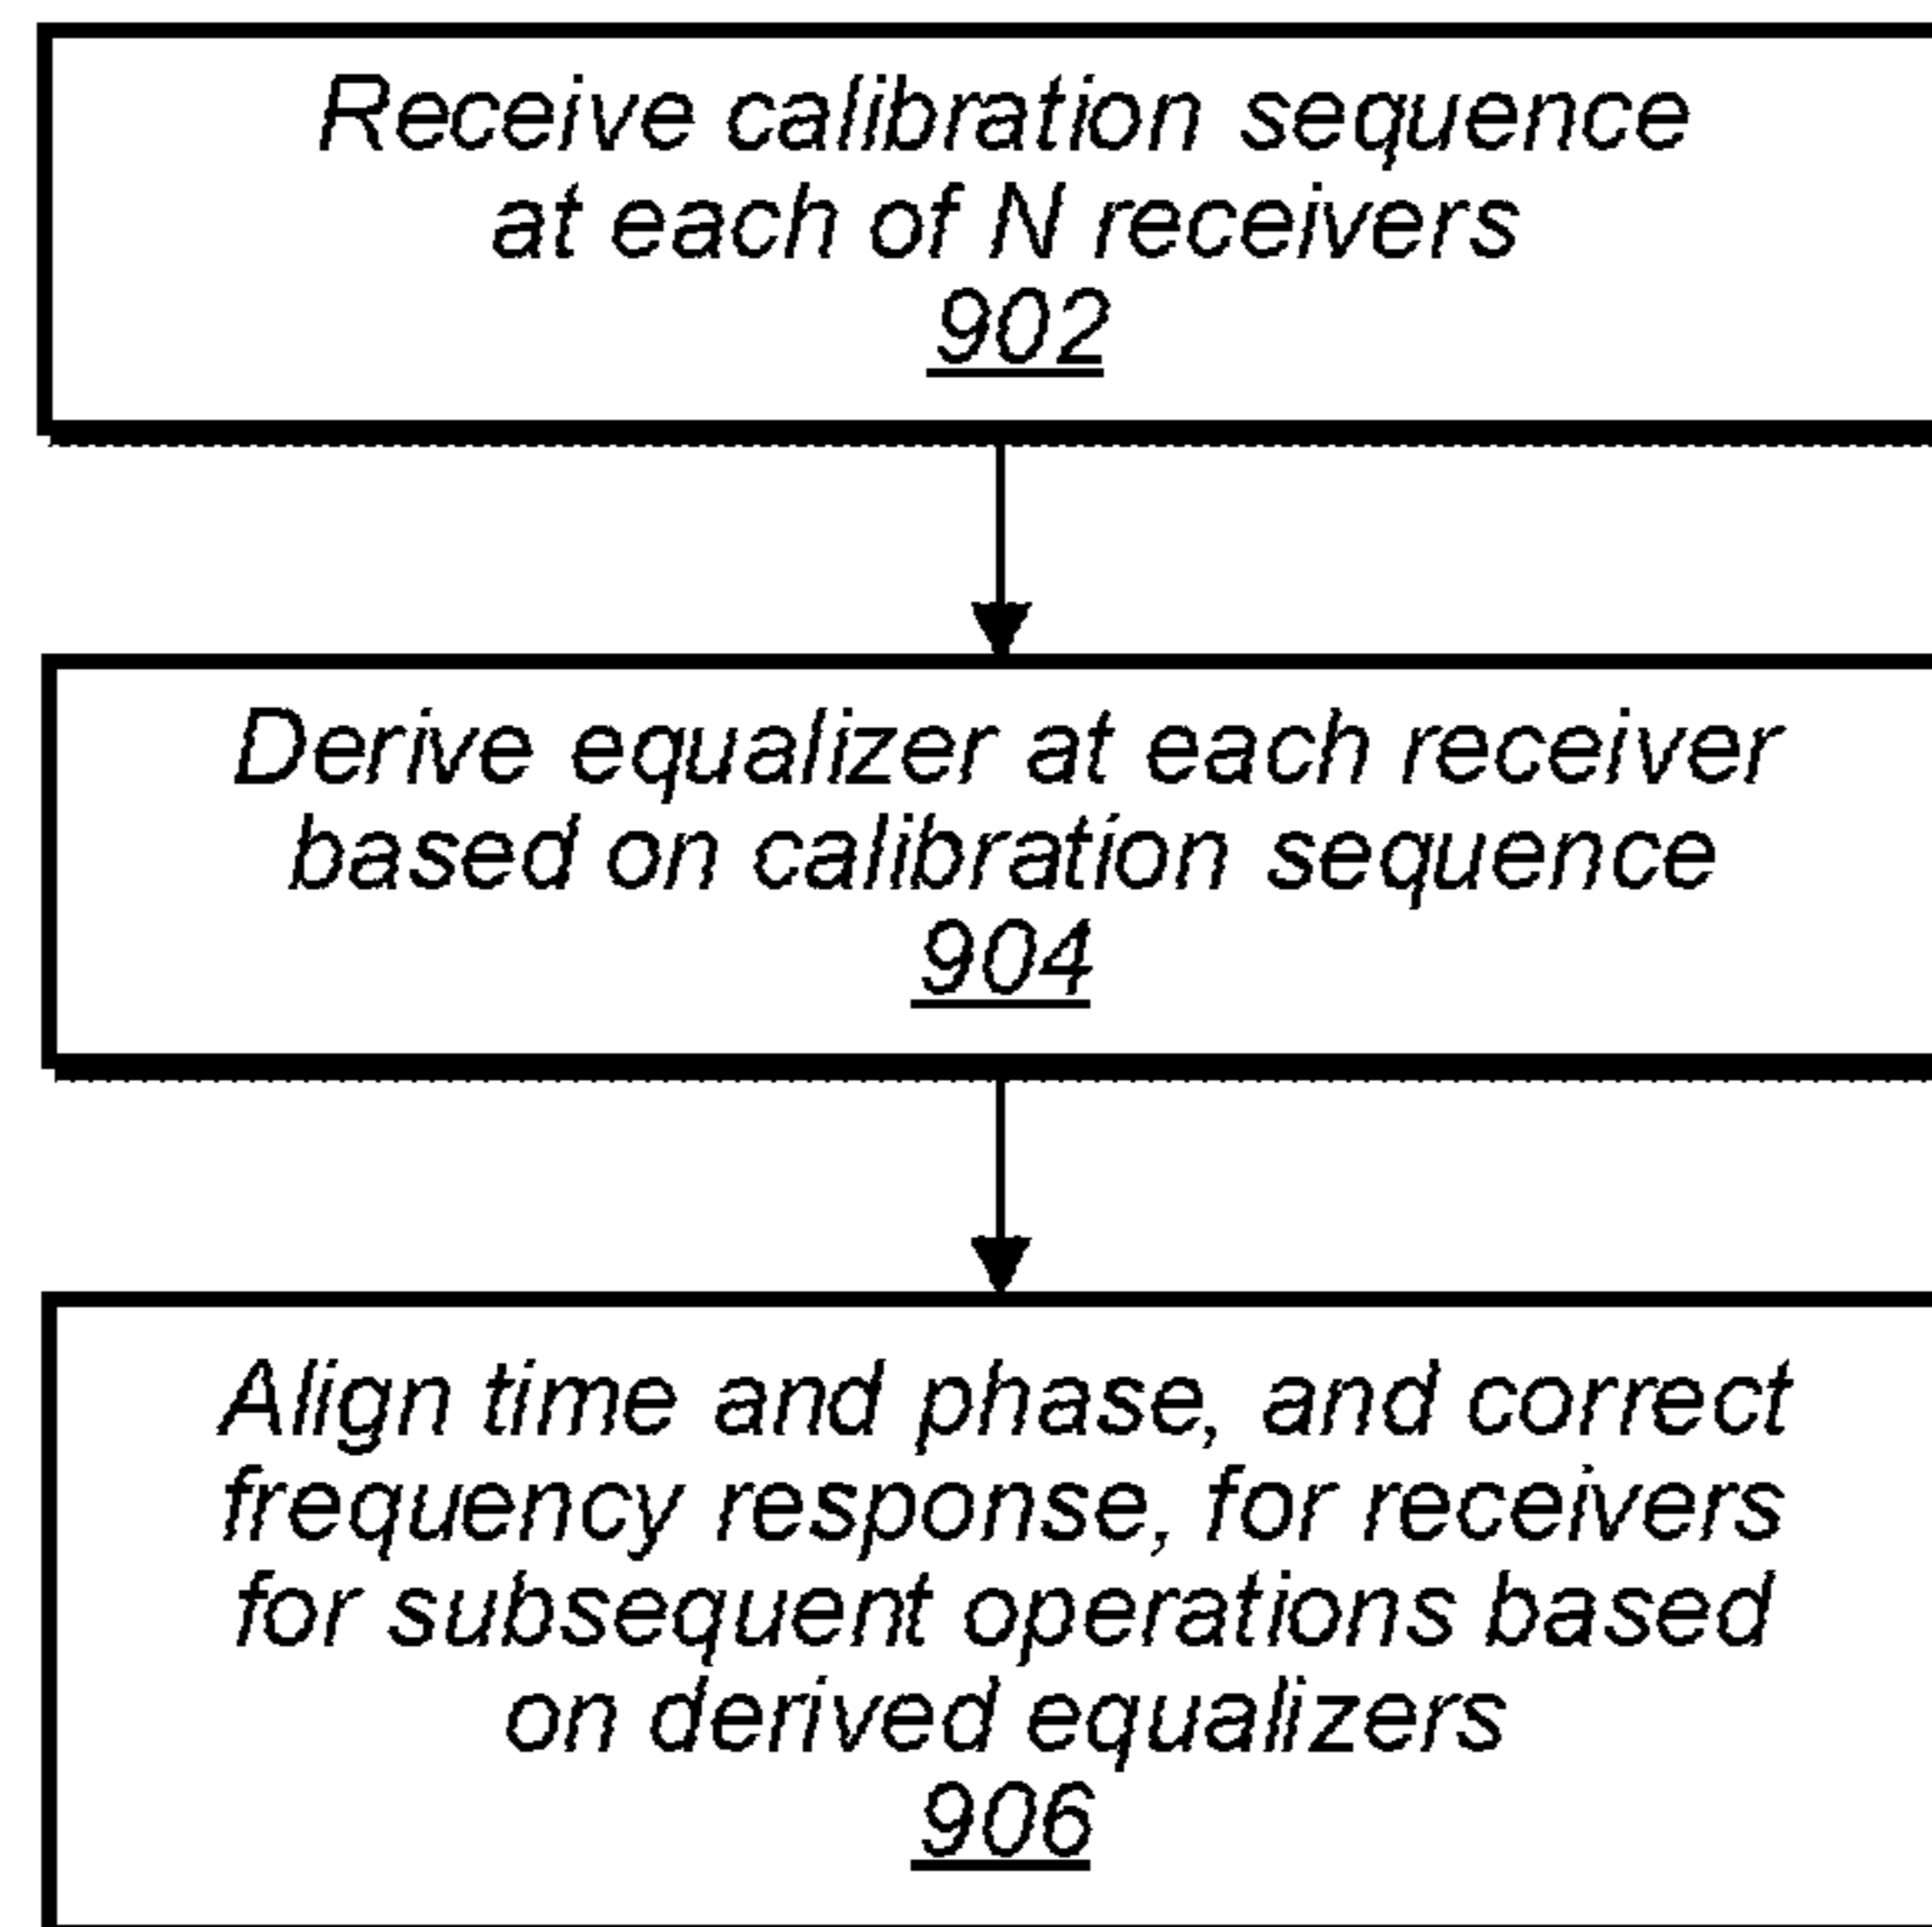 Receive calibration sequence
at each of N receivers
902
Derive equalizer at each receiver
based on calibration sequence
904
Align time and phase, and correct
frequency response, for receivers
for subsequent operations based
on derived equalizers
906